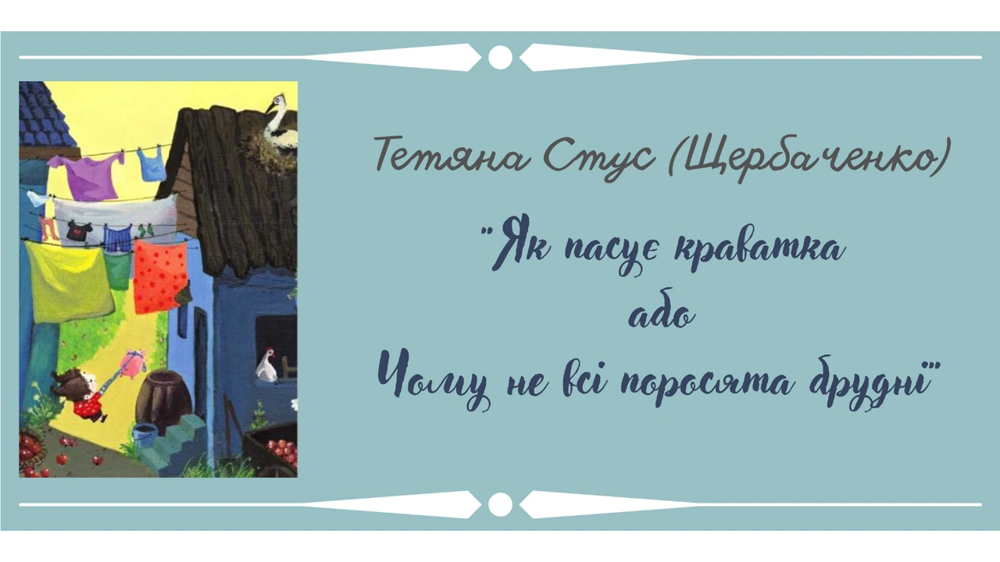 Тетяна Стус (Щербаченко)
"Як пасує краватка
або
Чому не всі поросята брудні"